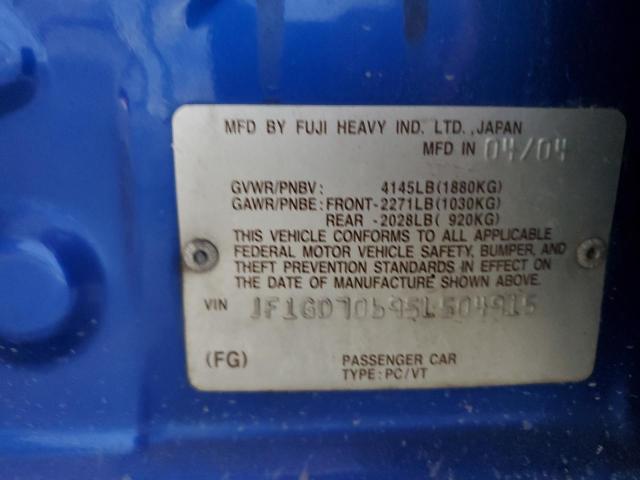 MFD BY FUJI HEAVY IND. LTD., JAPAN
MFD IN 04/04
GVWR/PNBV: 4145LB(1880KG)
GAWR/PNBE: FRONT-2271LB(1030KG)
REAR -2028LB( 920KG)
THIS VEHICLE CONFORMS TO ALL APPLICABLE
FEDERAL MOTOR VEHICLE SAFETY, BUMPER, AND
THEFT PREVENTION STANDARDS IN EFFECT ON
THE DATE OF MANUFACTURE SHOWN ABOVE.
VIN JF1GD70695L504915
(FG) PASSENGER CAR
TYPE: PC/VT